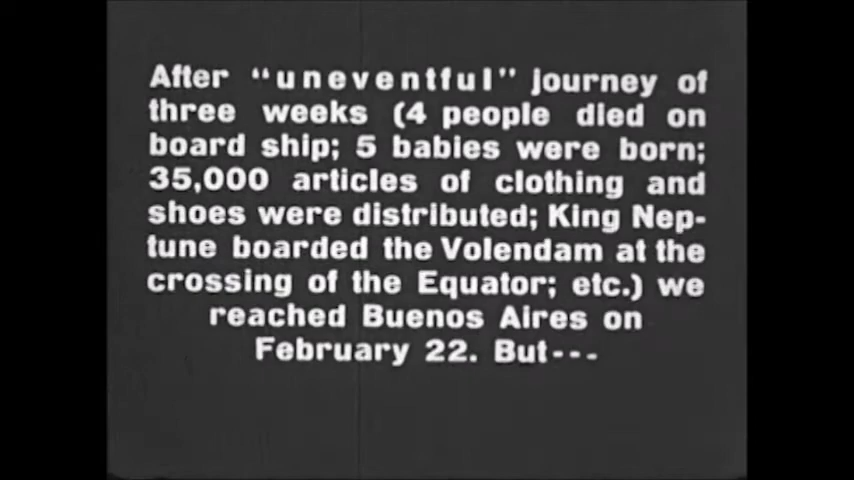 After "uneventful" journey of
three weeks (4 people died on
board ship; 5 babies were born;
35,000 articles of clothing and
shoes were distributed; King Nep-
tune boarded the Volendam at the
crossing of the Equator; etc.) we
reached Buenos Aires on
February 22. But---